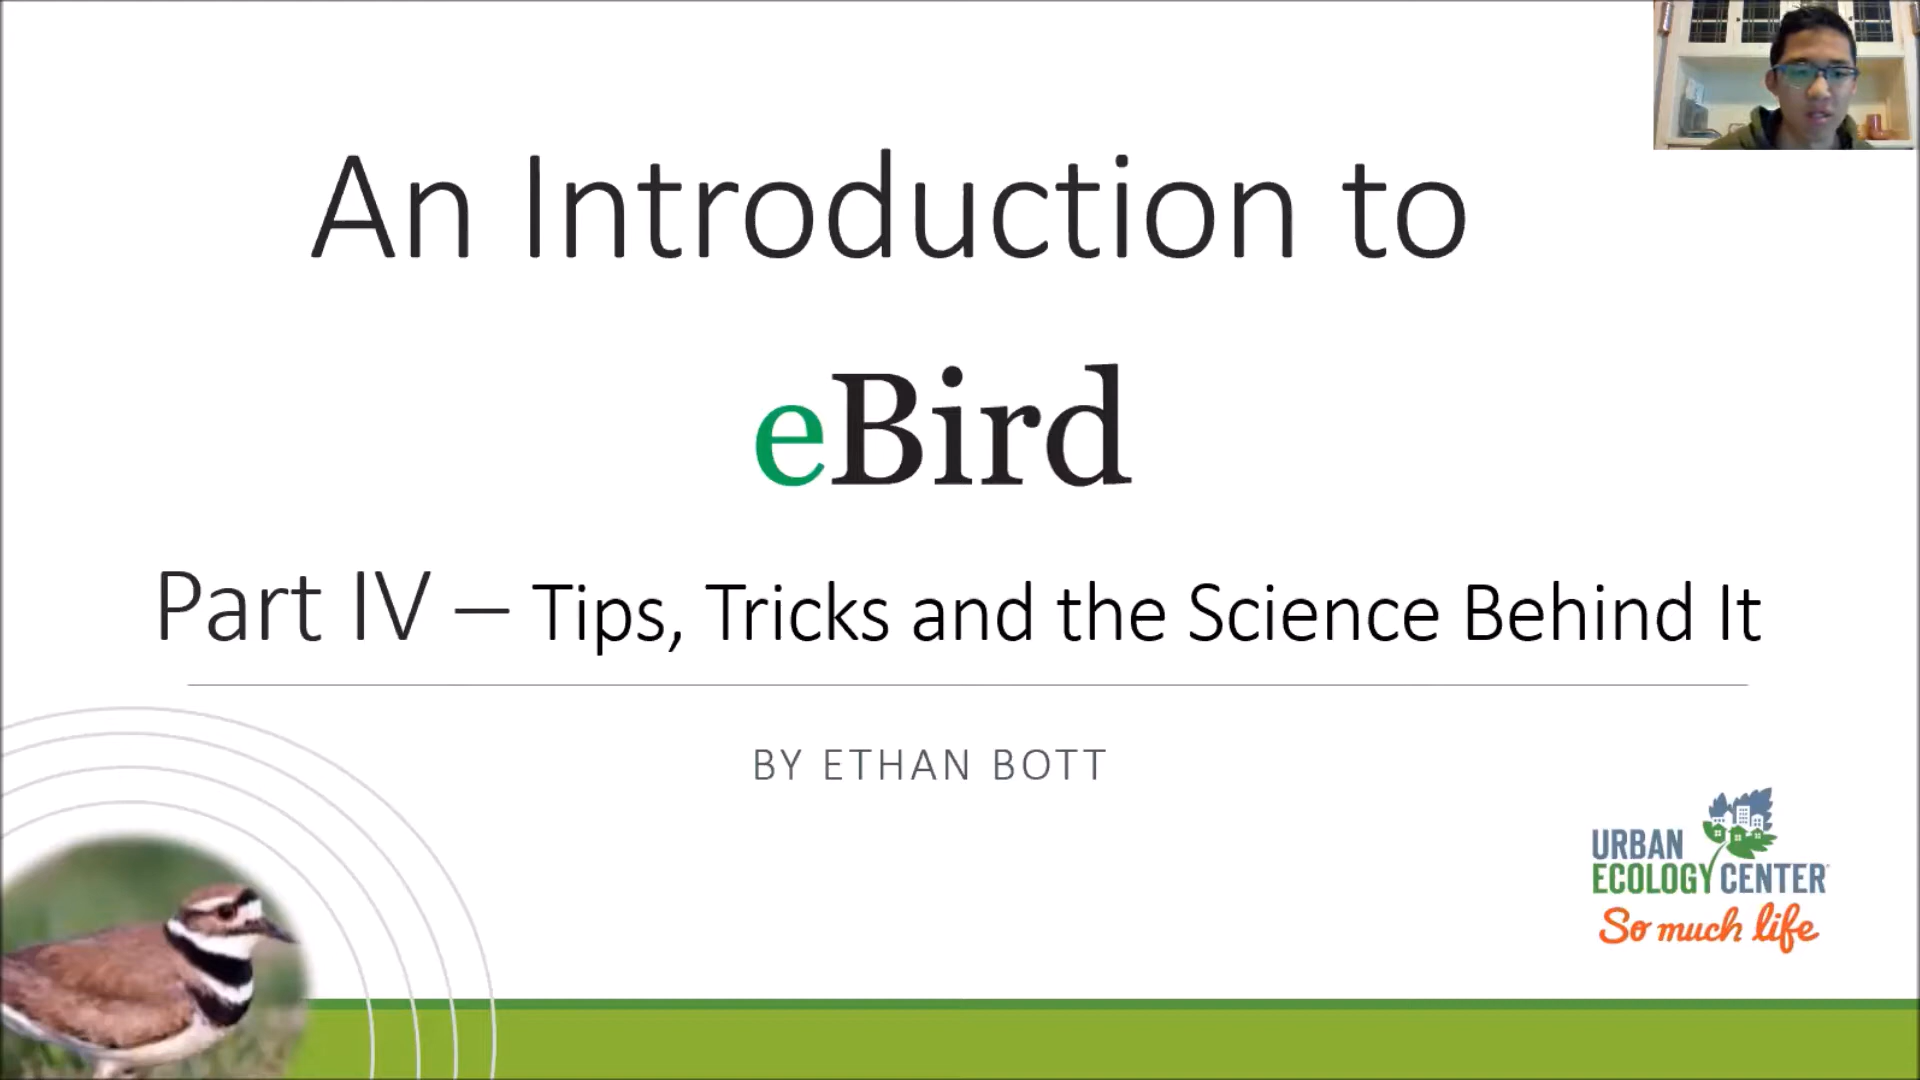 An Introduction to
eBird
Part IV – Tips, Tricks and the Science Behind It
BY ETHAN BOTT
URBAN
ECOLOGY CENTER
So much life